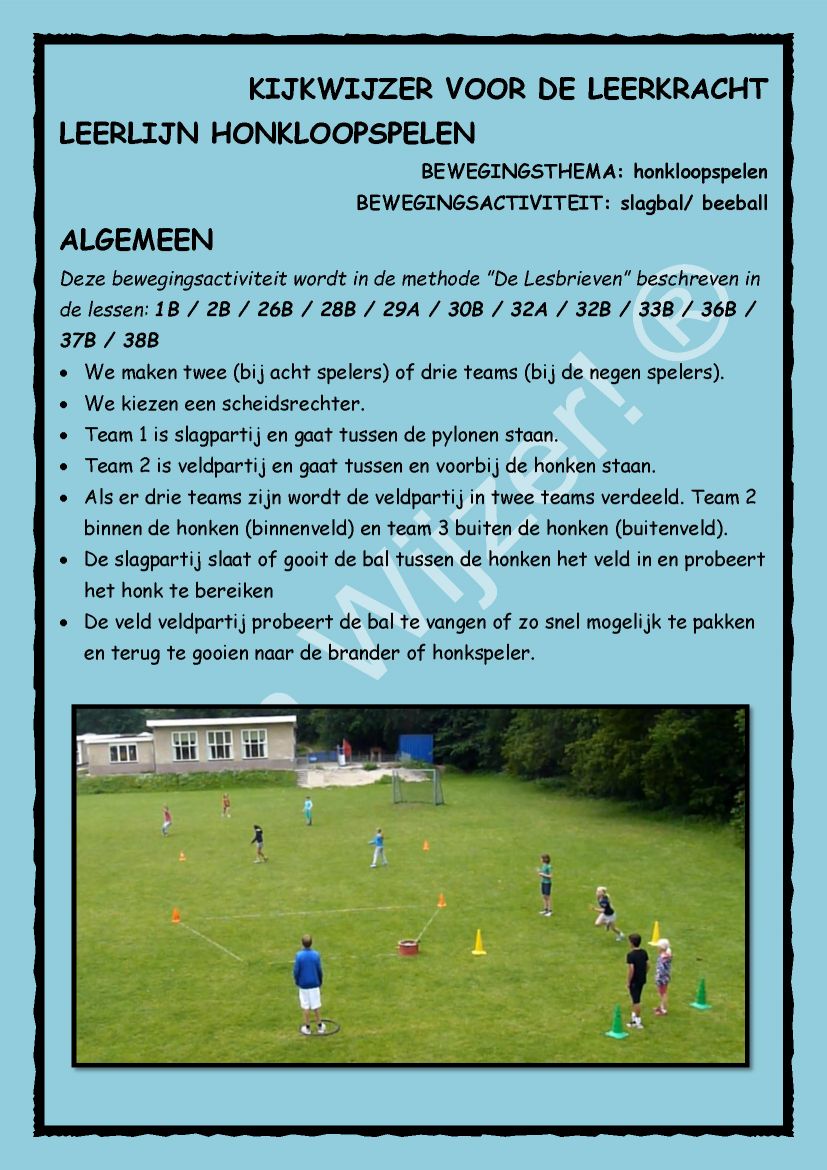 KIJKWIJZER VOOR DE LEERKRACHT
LEERLIJN HONKLOOPSPELEN
BEWEGINGSTHEMA: honkloopspelen
BEWEGINGSACTIVITEIT: slagbal/ beeball
ALGEMEEN
Deze bewegingsactiviteit wordt in de methode "De Lesbrieven" beschreven in
de lessen: 1B / 2B / 26B / 28B / 29A / 30B / 32A / 32B / 33B / 36B /
37B / 38B
• We maken twee (bij acht spelers) of drie teams (bij de negen spelers).
• We kiezen een scheidsrechter.
• Team 1 is slagpartij en gaat tussen de pylonen staan.
• Team 2 is veldpartij en gaat tussen en voorbij de honken staan.
• Als er drie teams zijn wordt de veldpartij in twee teams verdeeld. Team 2
binnen de honken (binnenveld) en team 3 buiten de honken (buitenveld).
• De slagpartij slaat of gooit de bal tussen de honken het veld in en probeert
het honk te bereiken
• De veld veldpartij probeert de bal te vangen of zo snel mogelijk te pakken
en terug te gooien naar de brander of honkspeler.
Wijzer! ®